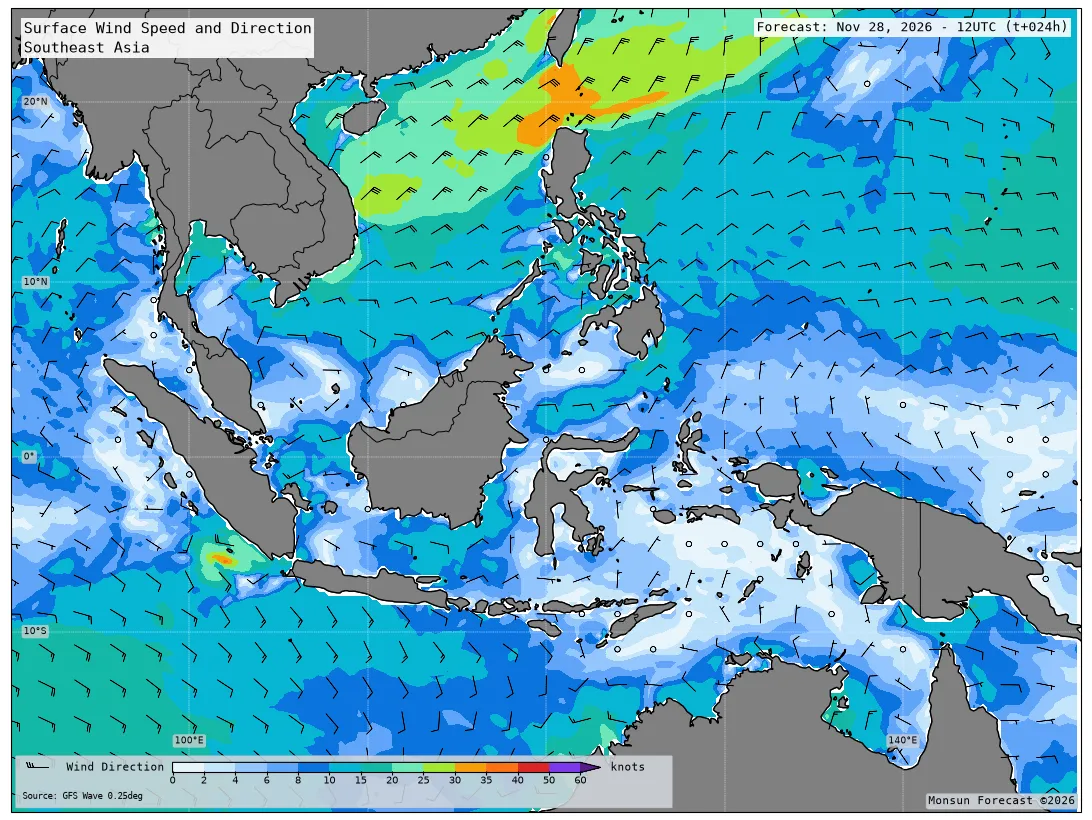 Surface Wind Speed and Direction
Southeast Asia
Forecast: Nov 28, 2026 - 12UTC (t+024h)
20°N
10°N
0°
10°S
100°E
140°E
Wind Direction
0 2 4 6 8 10 15 20 25 30 35 40 50 60
knots
Source: GFS Wave 0.25deg
Monsun Forecast ©2026